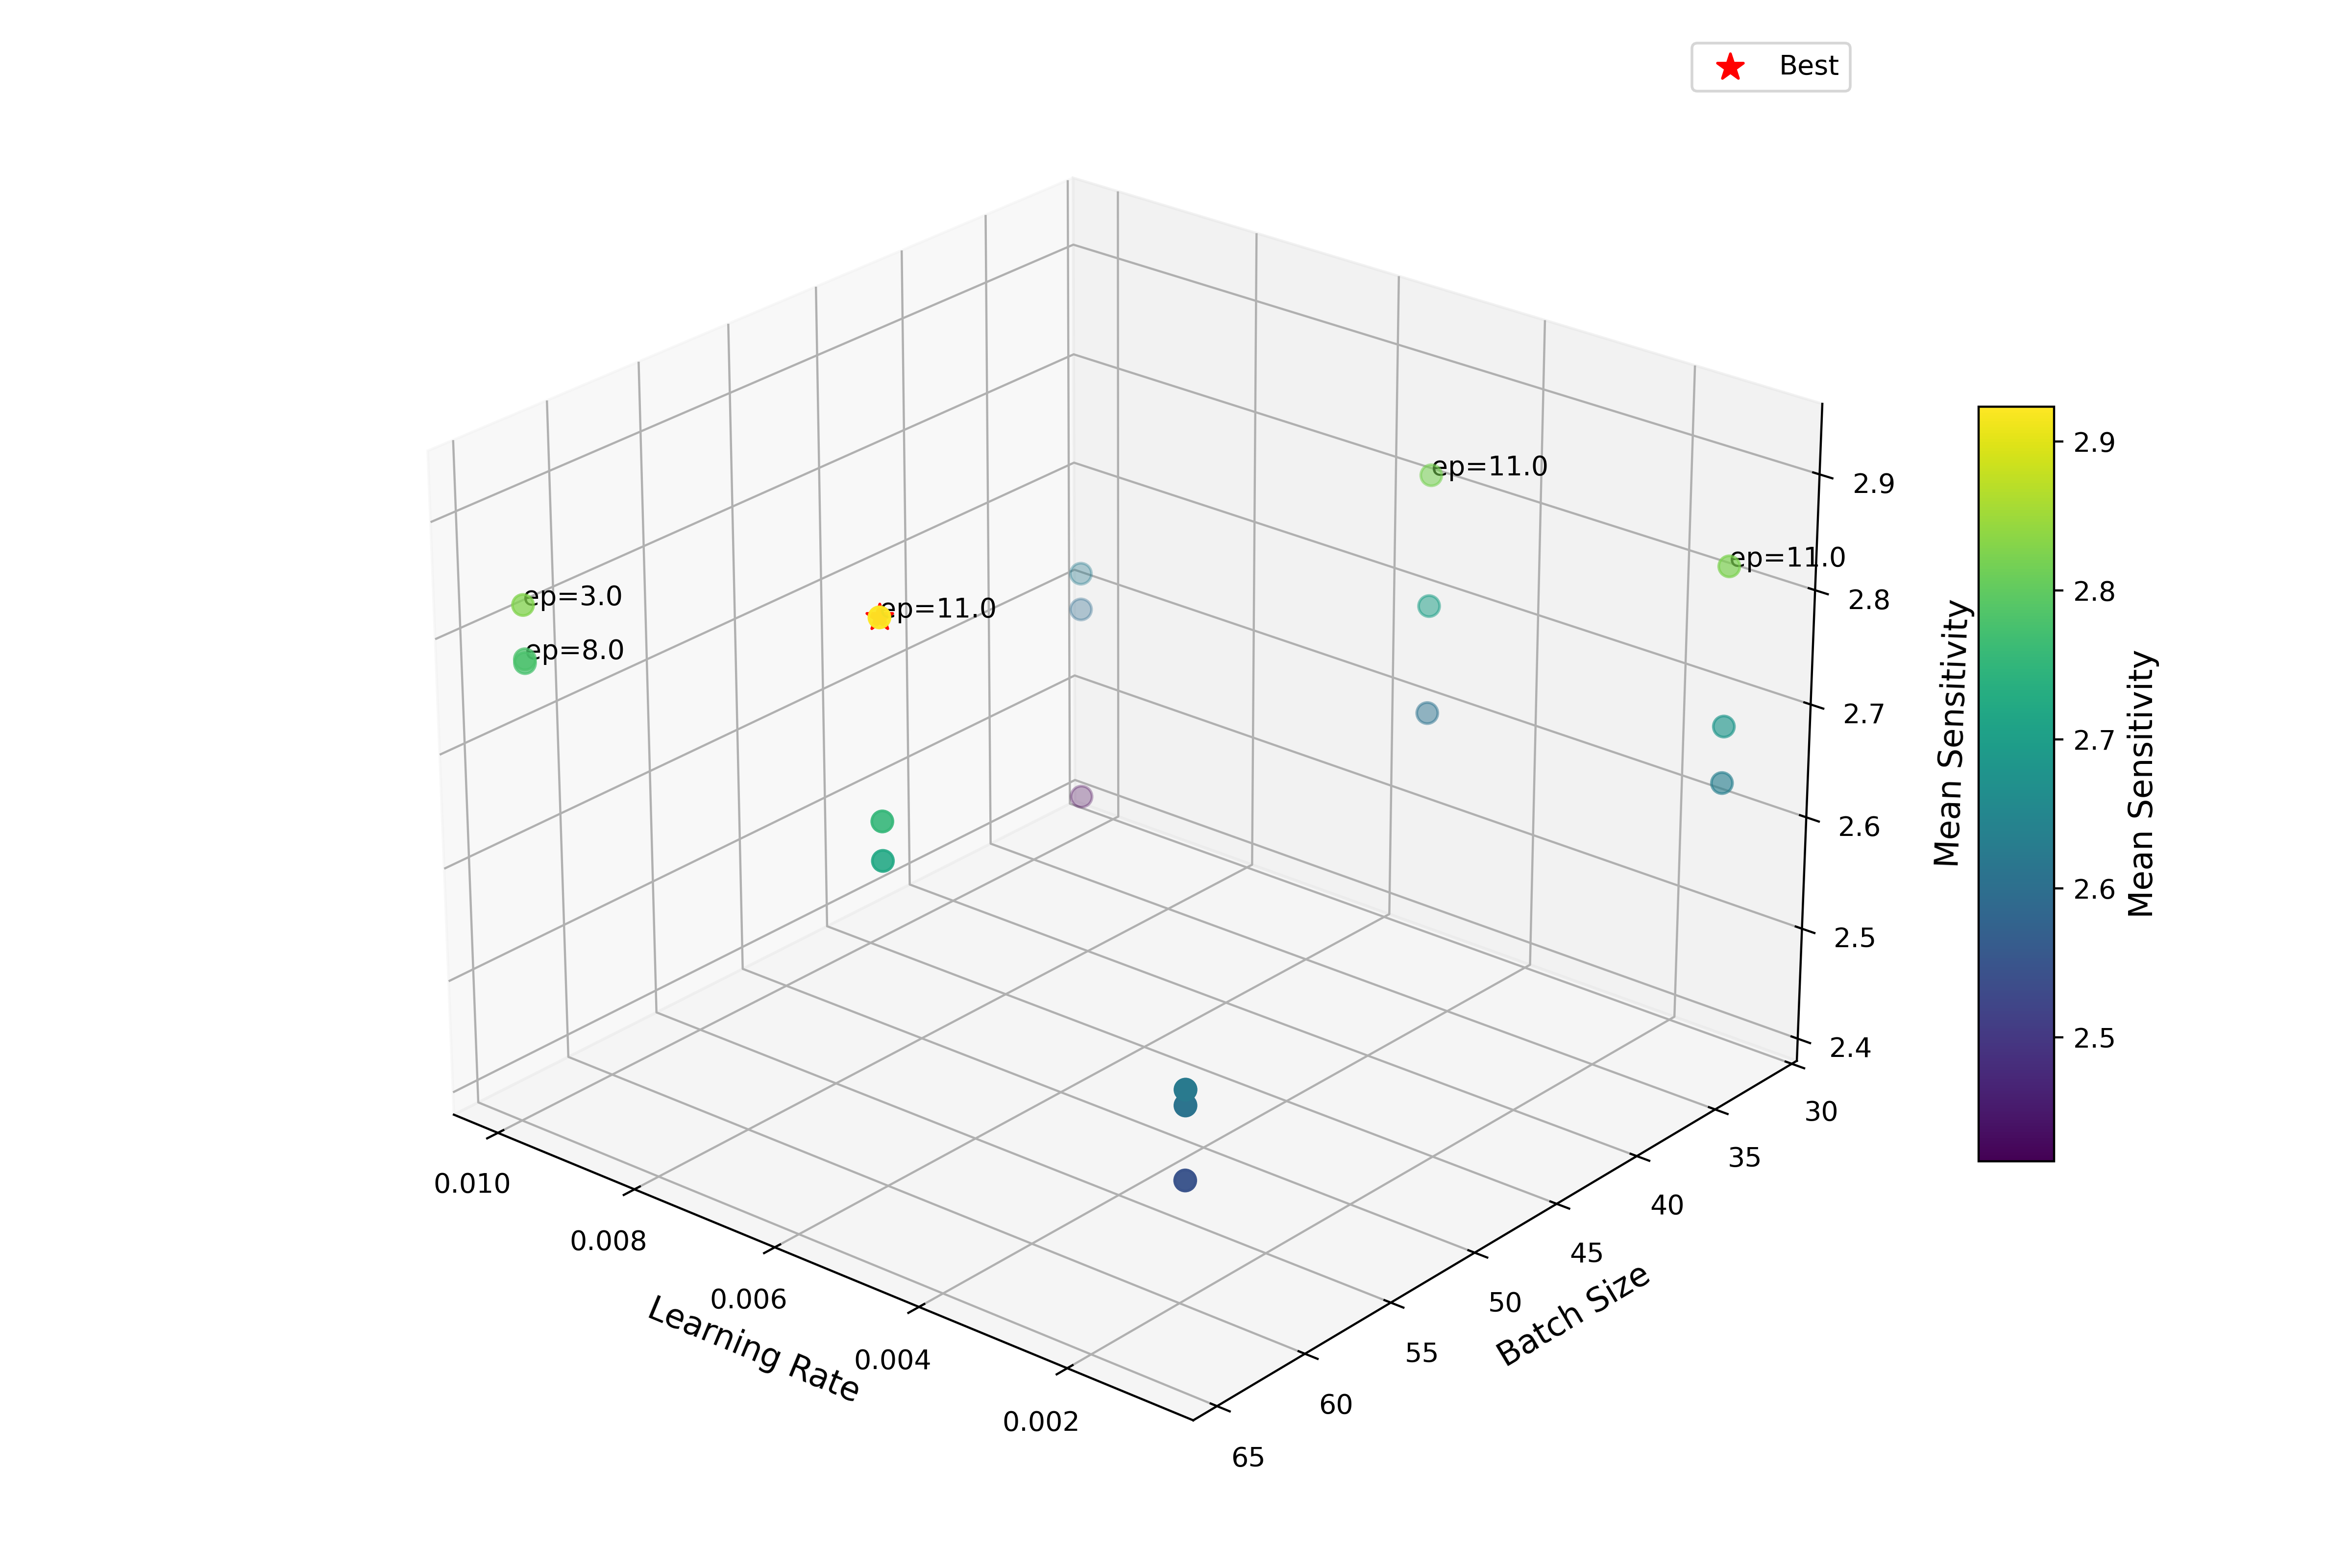 Best
ep=11.0
ep=11.0
ep=3.0
ep=11.0
ep=8.0
2.9
2.8
2.7
2.6
2.5
2.4
Mean Sensitivity
2.9
2.8
2.7
2.6
2.5
Mean Sensitivity
0.010
0.008
0.006
0.004
0.002
Learning Rate
30
35
40
45
50
55
60
65
Batch Size